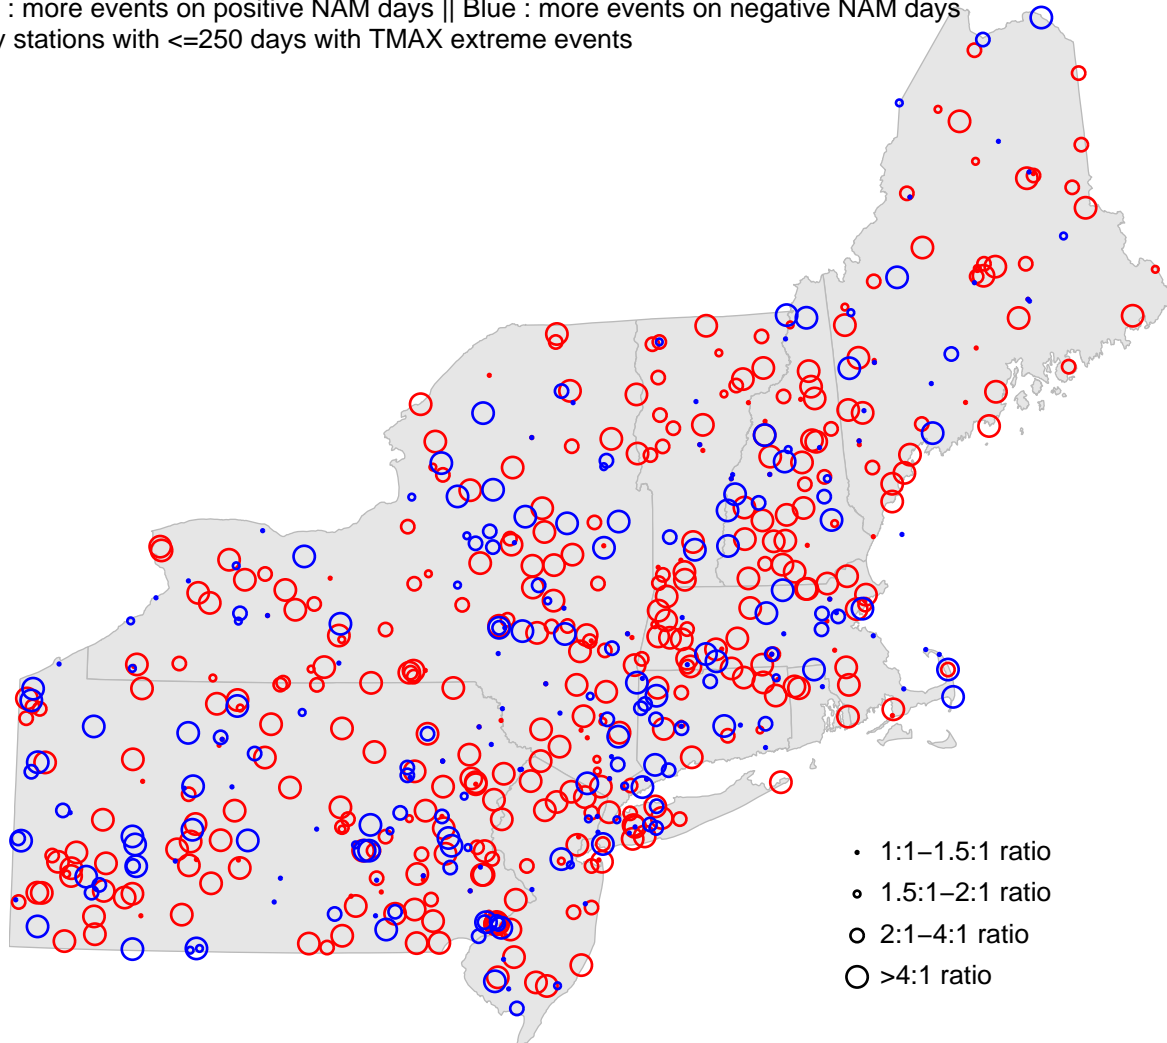 : more events on positive NAM days || Blue : more events on negative NAM days
stations with <=250 days with TMAX extreme events
1:1–1.5:1 ratio
1.5:1–2:1 ratio
2:1–4:1 ratio
>4:1 ratio